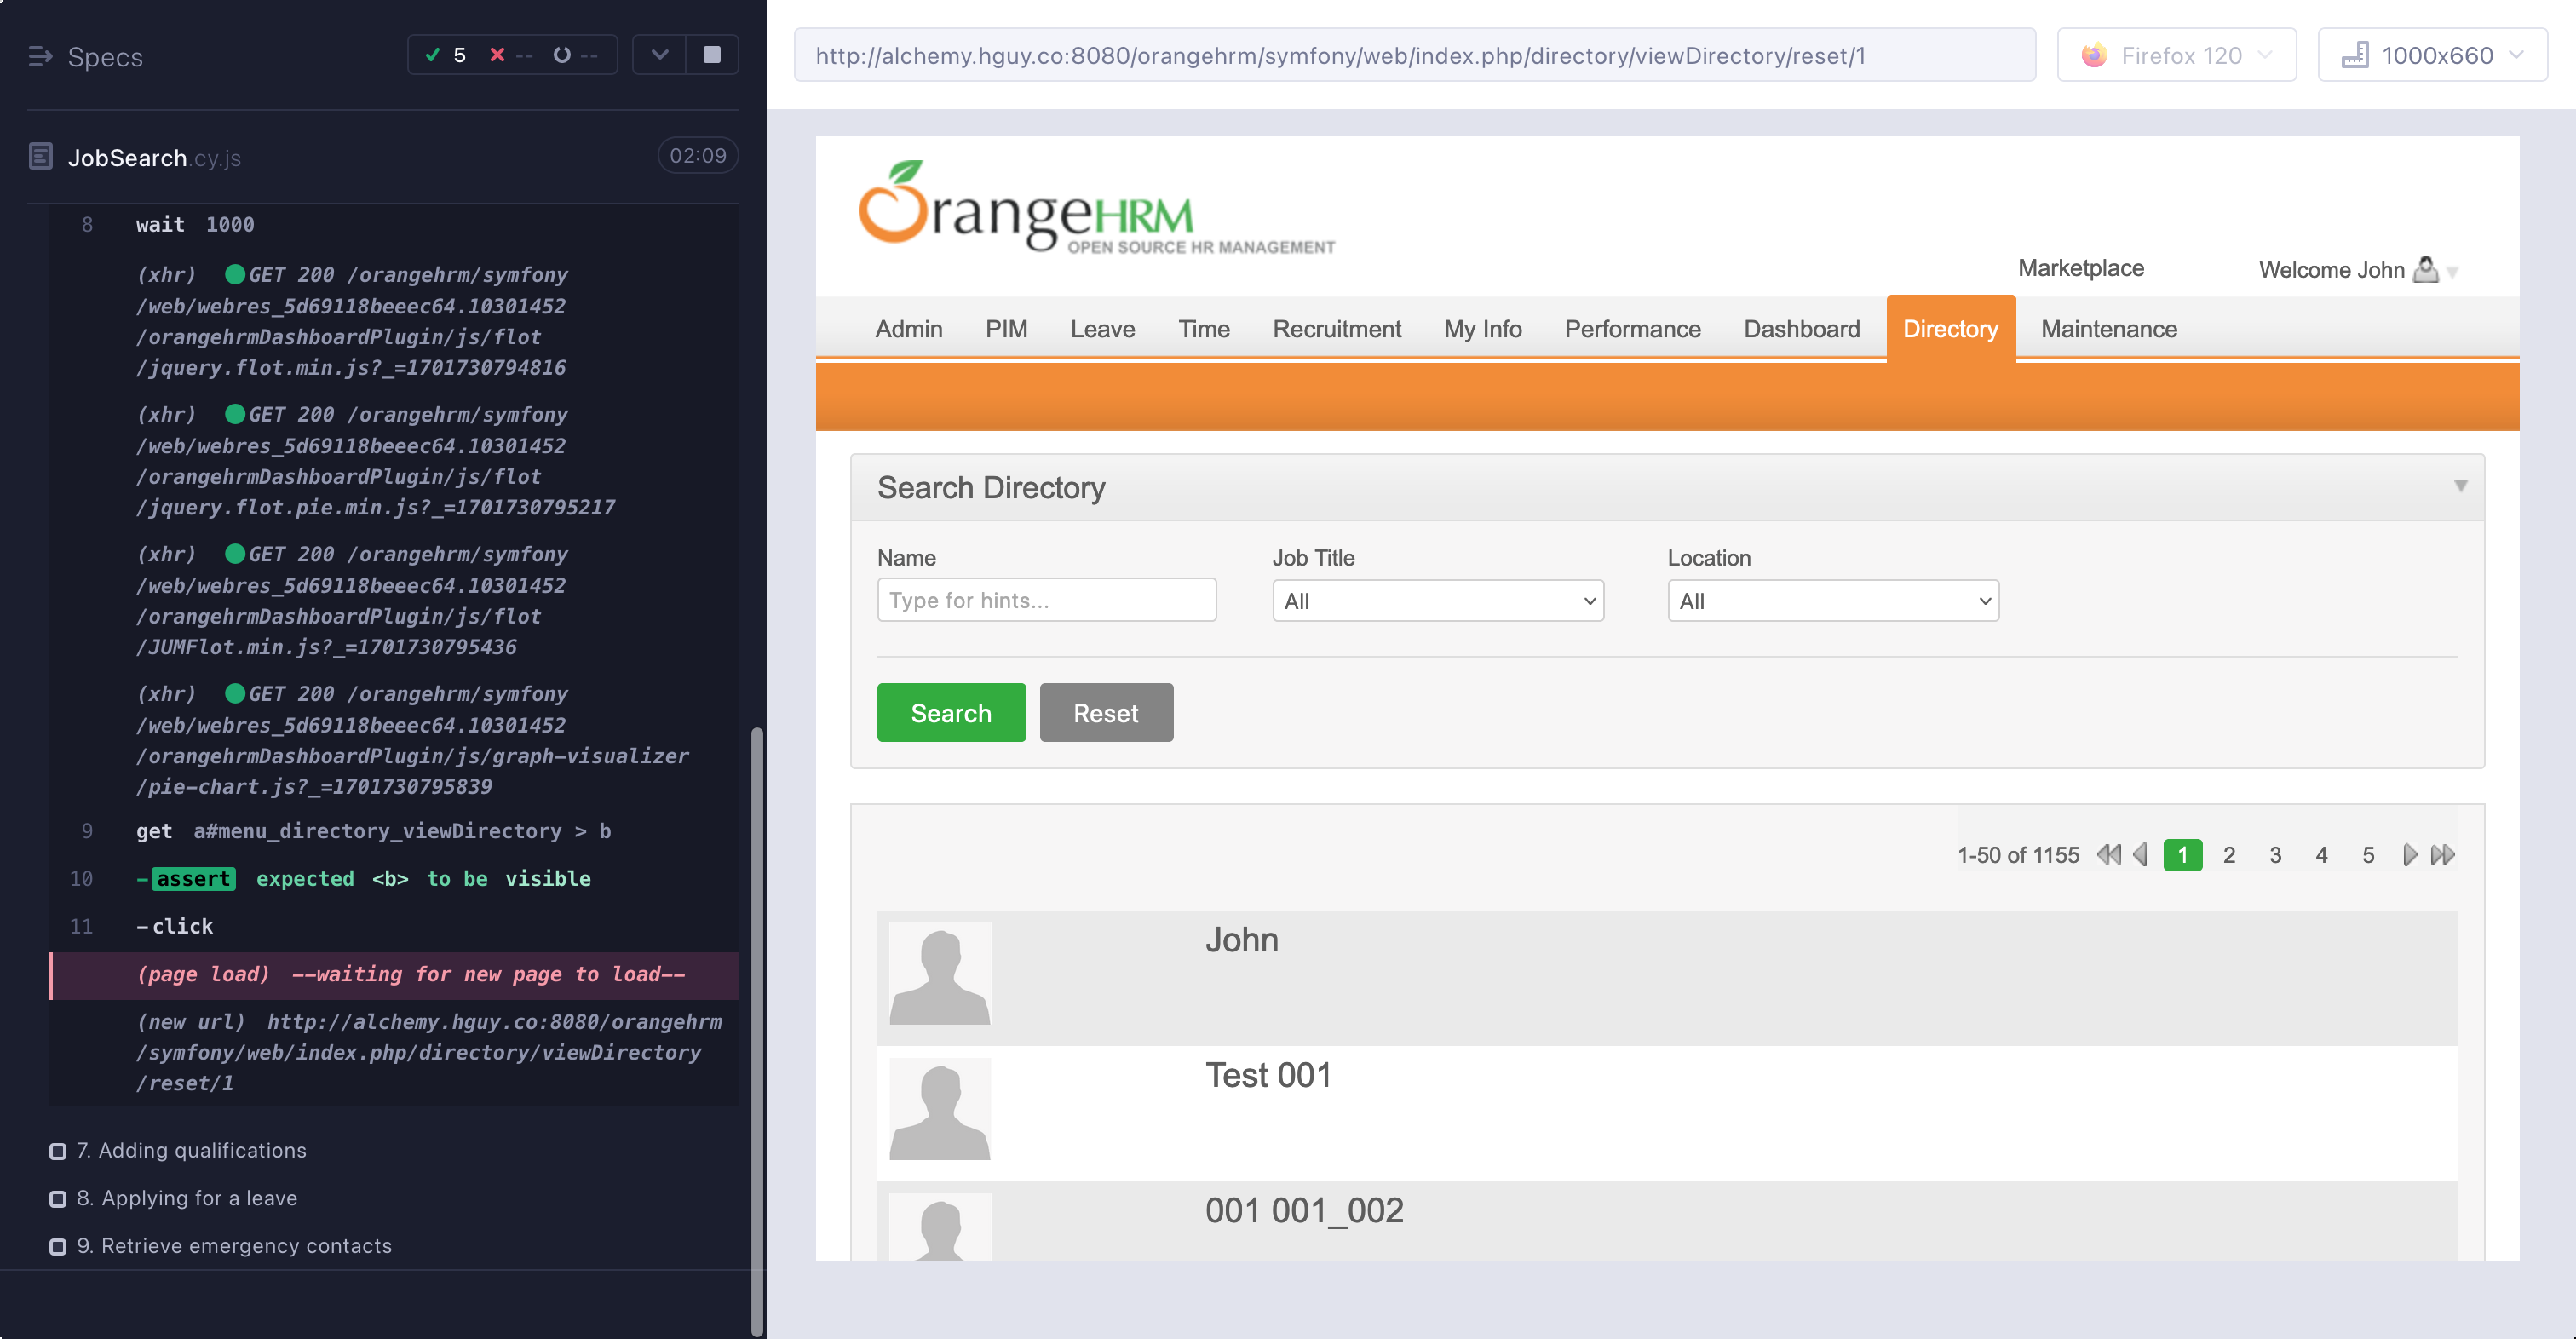 Specs
5 -- --
JobSearch.cy.js
02:09
8 wait 1000
(xhr) GET 200 /orangehrm/symfony
/web/webres_5d69118beeec64.10301452
/orangehrmDashboardPlugin/js/flot
/jquery.flot.min.js?_=1701730794816
(xhr) GET 200 /orangehrm/symfony
/web/webres_5d69118beeec64.10301452
/orangehrmDashboardPlugin/js/flot
/jquery.flot.pie.min.js?_=1701730795217
(xhr) GET 200 /orangehrm/symfony
/web/webres_5d69118beeec64.10301452
/orangehrmDashboardPlugin/js/flot
/JUMFlot.min.js?_=1701730795436
(xhr) GET 200 /orangehrm/symfony
/web/webres_5d69118beeec64.10301452
/orangehrmDashboardPlugin/js/graph-visualizer
/pie-chart.js?_=1701730795839
9 get a#menu_directory_viewDirectory > b
10 -assert expected <b> to be visible
11 -click
(page load) --waiting for new page to load--
(new url) http://alchemy.hguy.co:8080/orangehrm
/symfony/web/index.php/directory/viewDirectory
/reset/1
7. Adding qualifications
8. Applying for a leave
9. Retrieve emergency contacts
http://alchemy.hguy.co:8080/orangehrm/symfony/web/index.php/directory/viewDirectory/reset/1
Firefox 120
1000x660
OrangeHRM
OPEN SOURCE HR MANAGEMENT
Marketplace
Welcome John
Admin PIM Leave Time Recruitment My Info Performance Dashboard Directory Maintenance
Search Directory
Name Job Title Location
Type for hints... All All
Search Reset
1-50 of 1155 1 2 3 4 5
John
Test 001
001 001_002